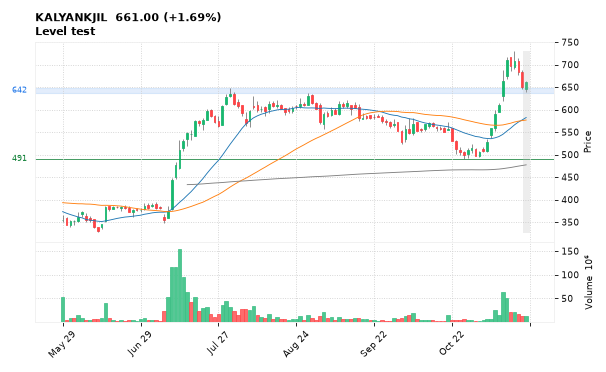 KALYANKJIL 661.00 (+1.69%)
Level test
750
700
650
642
600
550
500
491
450
400
350
Price
150
100
50
Volume 10⁶
May 29
Jun 29
Jul 27
Aug 24
Sep 22
Oct 22